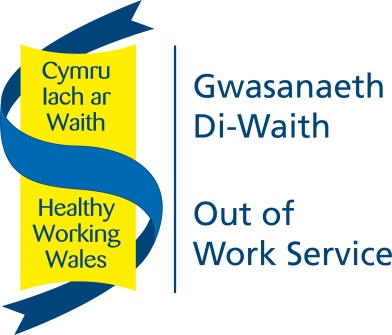 Cymru
Iach ar
Waith
Healthy
Working
Wales
Gwasanaeth
Di-Waith
Out of
Work Service